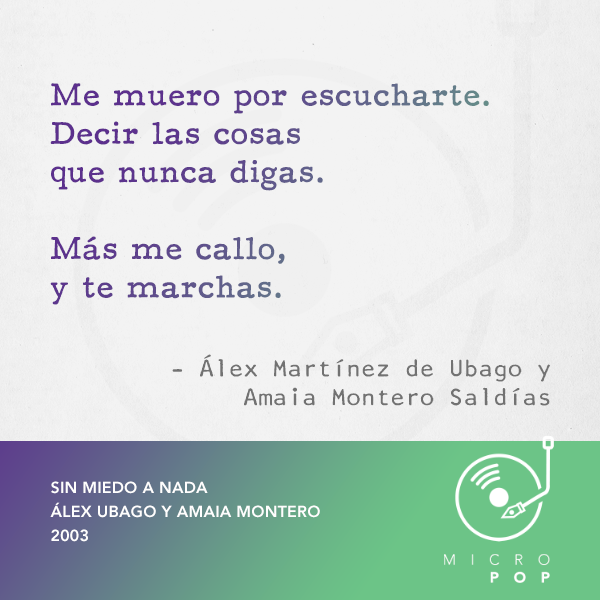 Me muero por escucharte.
Decir las cosas
que nunca digas.
Más me callo,
y te marchas.
– Álex Martínez de Ubago y
Amaia Montero Saldías
SIN MIEDO A NADA
ÁLEX UBAGO Y AMAIA MONTERO
2003
MICRO
POP